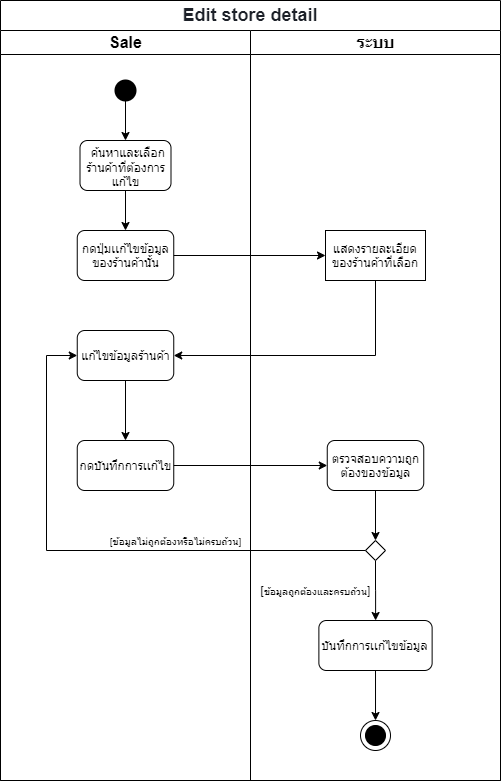 Edit store detail
Sale
ระบบ
ค้นหาและเลือก
ร้านค้าที่ต้องการ
แก้ไข
กดปุ่มแก้ไขข้อมูล
ของร้านค้านั้น
แสดงรายละเอียด
ของร้านค้าที่เลือก
แก้ไขข้อมูลร้านค้า
กดบันทึกการแก้ไข
ตรวจสอบความถูก
ต้องของข้อมูล
[ข้อมูลไม่ถูกต้องหรือไม่ครบถ้วน]
[ข้อมูลถูกต้องและครบถ้วน]
บันทึกการแก้ไขข้อมูล